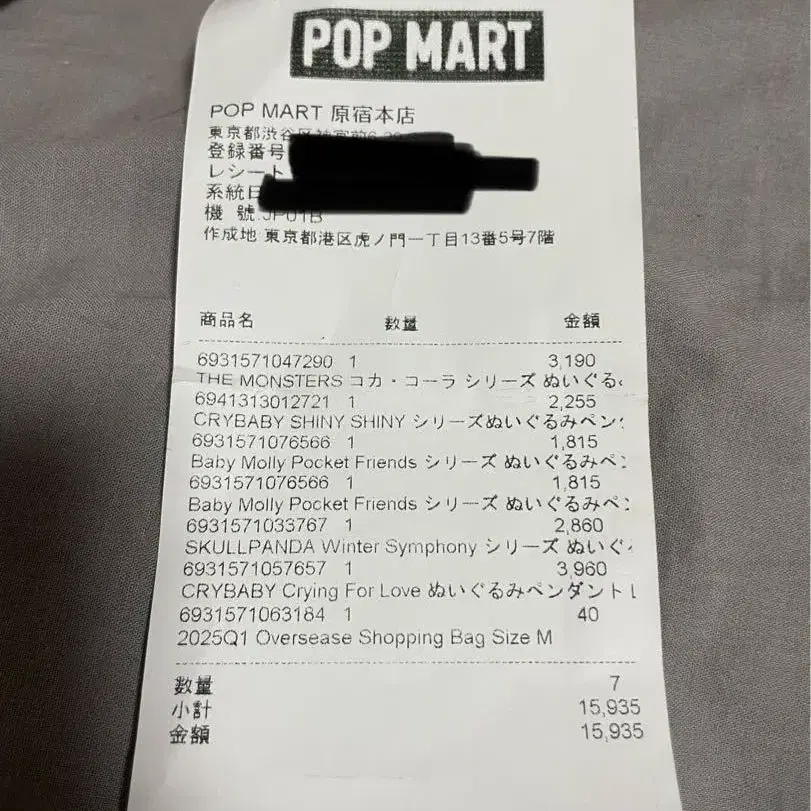 POP MART
POP MART 原宿本店
東京都渋谷区神宮前6
登録番号
レシート
系統日
機 號:JP01B
作成地:東京都港区虎ノ門一丁目13番5号7階
商品名 数量 金額
6931571047290 1 3,190
THE MONSTERS コカ・コーラ シリーズ ぬいぐる
6941313012721 1 2,255
CRYBABY SHINY SHINY シリーズぬいぐるみペン
6931571076566 1 1,815
Baby Molly Pocket Friends シリーズ ぬいぐるみペ
6931571076566 1 1,815
Baby Molly Pocket Friends シリーズ ぬいぐるみペ
6931571033767 1 2,860
SKULLPANDA Winter Symphony シリーズ ぬいぐ
6931571057657 1 3,960
CRYBABY Crying For Love ぬいぐるみペンダント L
6931571063184 1 40
2025Q1 Oversease Shopping Bag Size M
数量 7
小計 15,935
金額 15,935